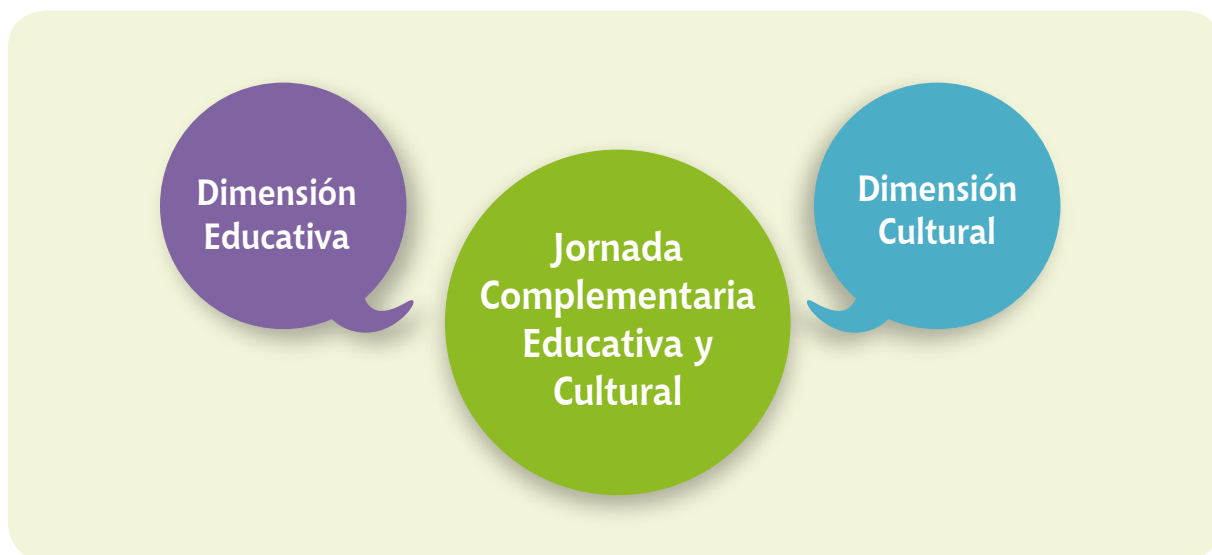 Dimensión
Educativa
Jornada
Complementaria
Educativa y
Cultural
Dimensión
Cultural